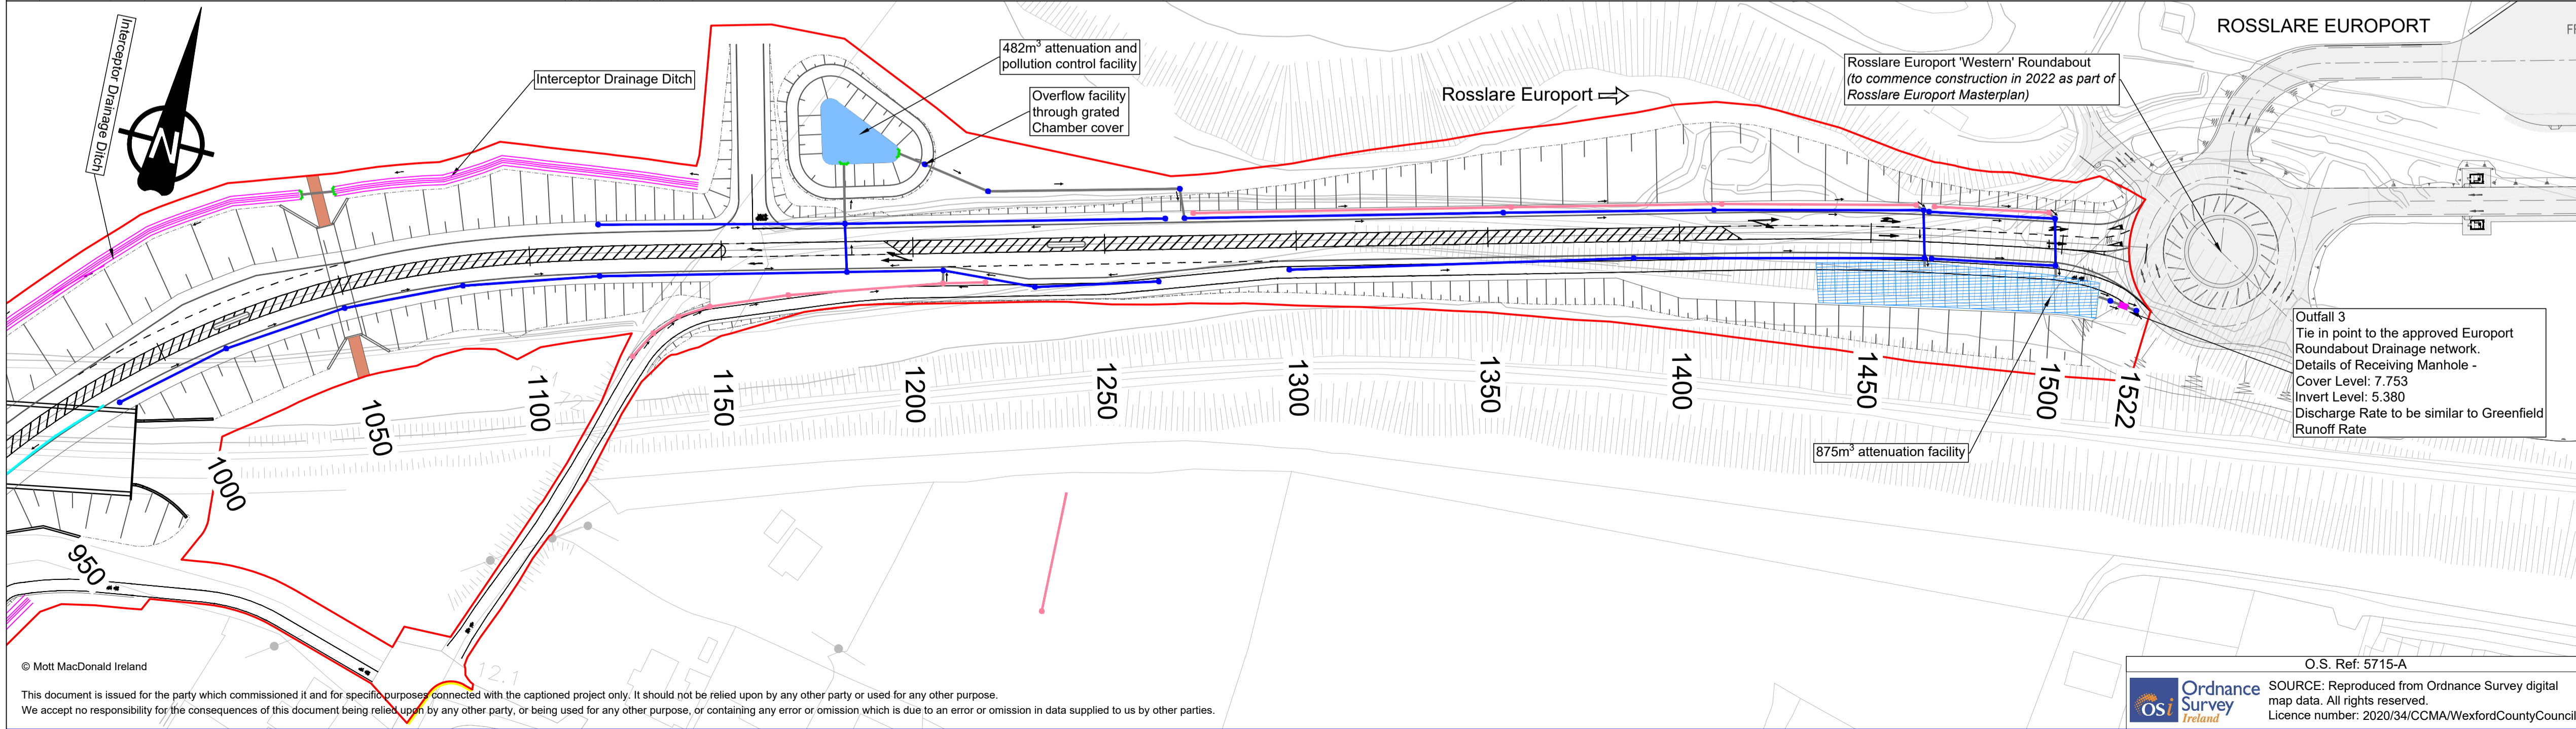 ROSSLARE EUROPORT
Interceptor Drainage Ditch
N
Interceptor Drainage Ditch
482m³ attenuation and
pollution control facility
Overflow facility
through grated
Chamber cover
Rosslare Europort
Rosslare Europort 'Western' Roundabout
(to commence construction in 2022 as part of
Rosslare Europort Masterplan)
Outfall 3
Tie in point to the approved Europort
Roundabout Drainage network.
Details of Receiving Manhole -
Cover Level: 7.753
Invert Level: 5.380
Discharge Rate to be similar to Greenfield
Runoff Rate
875m³ attenuation facility
950
1000
1050
1100
1150
1200
1250
1300
1350
1400
1450
1500
1522
12.1
© Mott MacDonald Ireland
This document is issued for the party which commissioned it and for specific purposes connected with the captioned project only. It should not be relied upon by any other party or used for any other purpose.
We accept no responsibility for the consequences of this document being relied upon by any other party, or being used for any other purpose, or containing any error or omission which is due to an error or omission in data supplied to us by other parties.
O.S. Ref: 5715-A
OSi
Ordnance
Survey
Ireland
SOURCE: Reproduced from Ordnance Survey digital
map data. All rights reserved.
Licence number: 2020/34/CCMA/WexfordCountyCouncil